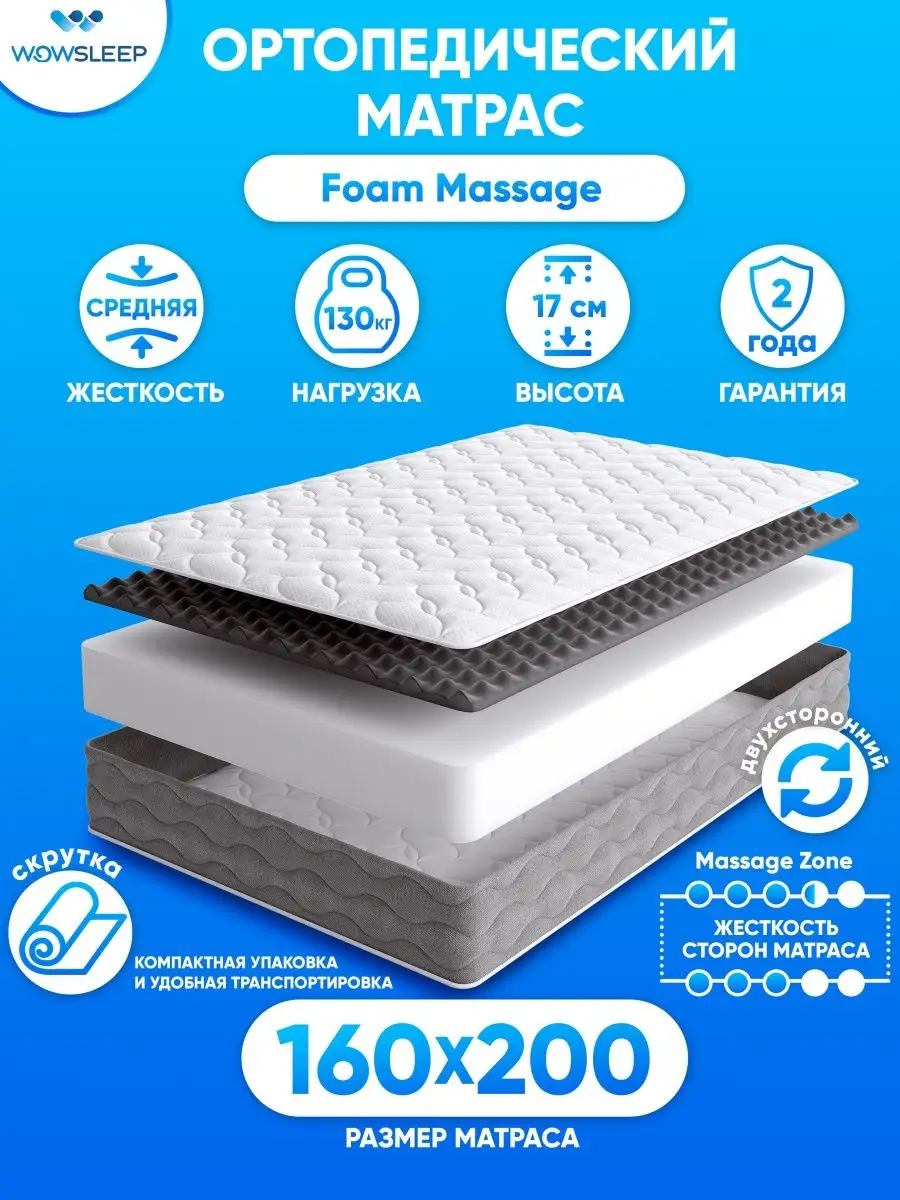 WOWSLEEP
ОРТОПЕДИЧЕСКИЙ
МАТРАС
Foam Massage
СРЕДНЯЯ
ЖЕСТКОСТЬ
130кг
НАГРУЗКА
17 см
ВЫСОТА
2
года
ГАРАНТИЯ
двухсторонний
Massage Zone
ЖЕСТКОСТЬ
СТОРОН МАТРАСА
скрутка
КОМПАКТНАЯ УПАКОВКА
И УДОБНАЯ ТРАНСПОРТИРОВКА
160х200
РАЗМЕР МАТРАСА